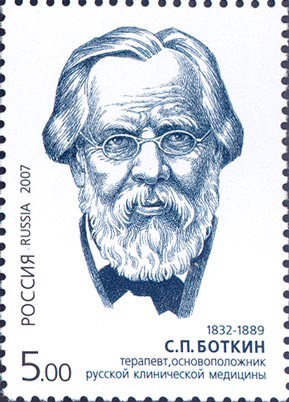 РОССИЯ · RUSSIA 2007
1832-1889
С.П. БОТКИН
терапевт, основоположник
русской клинической медицины
5.00